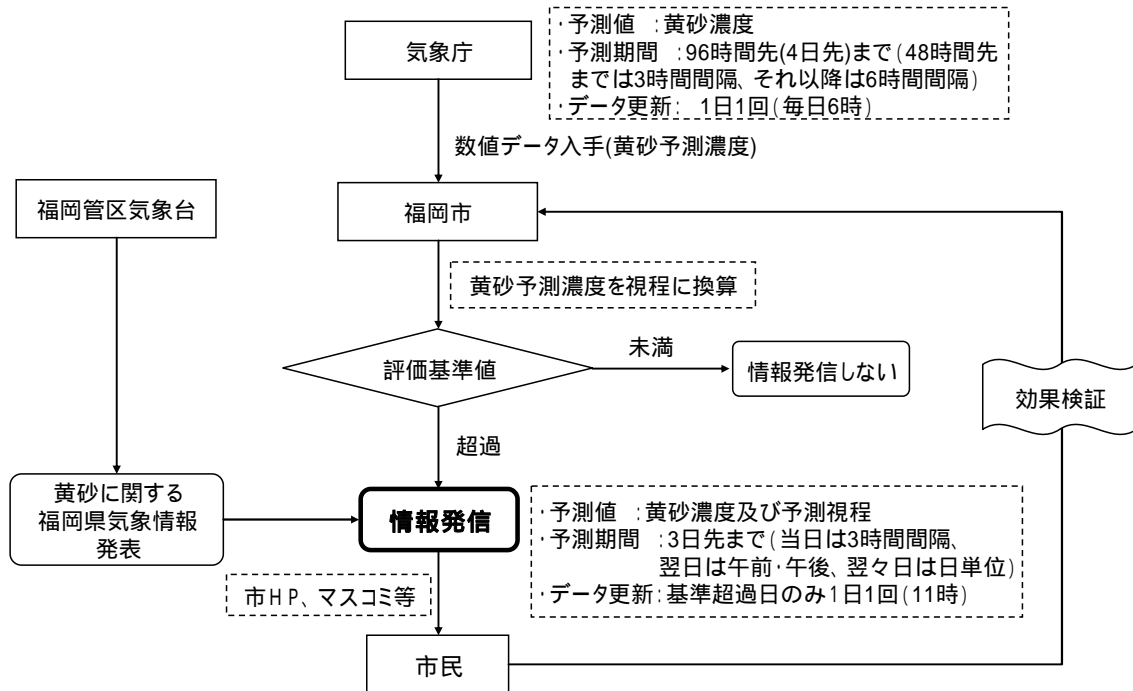 気象庁
・予測値 :黄砂濃度
・予測期間 :96時間先(4日先)まで(48時間先
までは3時間間隔、それ以降は6時間間隔)
・データ更新: 1日1回(毎日6時)
数値データ入手(黄砂予測濃度)
福岡管区気象台
福岡市
黄砂予測濃度を視程に換算
評価基準値
未満
情報発信しない
効果検証
超過
黄砂に関する
福岡県気象情報
発表
情報発信
・予測値 :黄砂濃度及び予測視程
・予測期間 :3日先まで(当日は3時間間隔、
翌日は午前・午後、翌々日は日単位)
・データ更新:基準超過日のみ1日1回(11時)
市HP、マスコミ等
市民